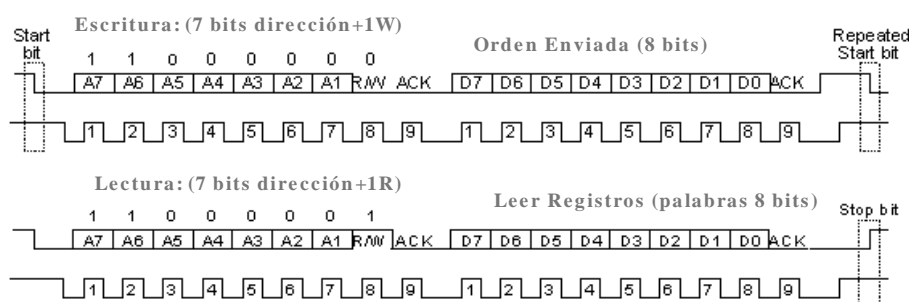 Escritura: (7 bits dirección+1W)
Start bit
Orden Enviada (8 bits)
Repeated Start bit
1 1 0 0 0 0 0 0
A7 A6 A5 A4 A3 A2 A1 R/W ACK D7 D6 D5 D4 D3 D2 D1 D0 ACK
1 2 3 4 5 6 7 8 9 1 2 3 4 5 6 7 8 9
Lectura: (7 bits dirección+1R)
Leer Registros (palabras 8 bits)
Stop bit
1 1 0 0 0 0 0 1
A7 A6 A5 A4 A3 A2 A1 R/W ACK D7 D6 D5 D4 D3 D2 D1 D0 ACK
1 2 3 4 5 6 7 8 9 1 2 3 4 5 6 7 8 9